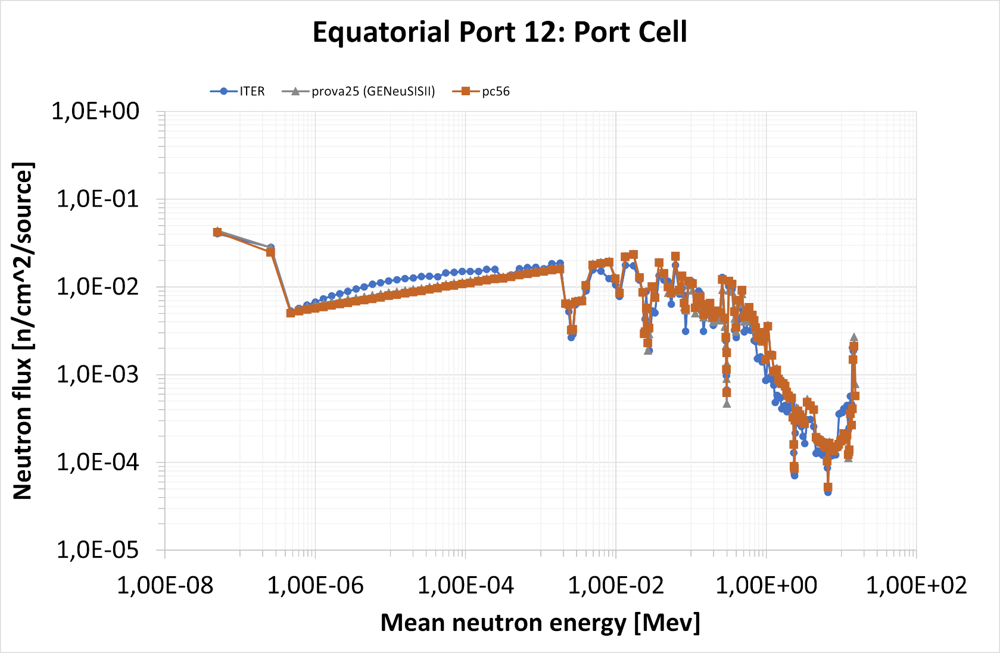 Equatorial Port 12: Port Cell
ITER prova25 (GENeuSISII) pc56
1,0E+00
1,0E-01
1,0E-02
1,0E-03
1,0E-04
1,0E-05
Neutron flux [n/cm^2/source]
1,00E-08 1,00E-06 1,00E-04 1,00E-02 1,00E+00 1,00E+02
Mean neutron energy [Mev]